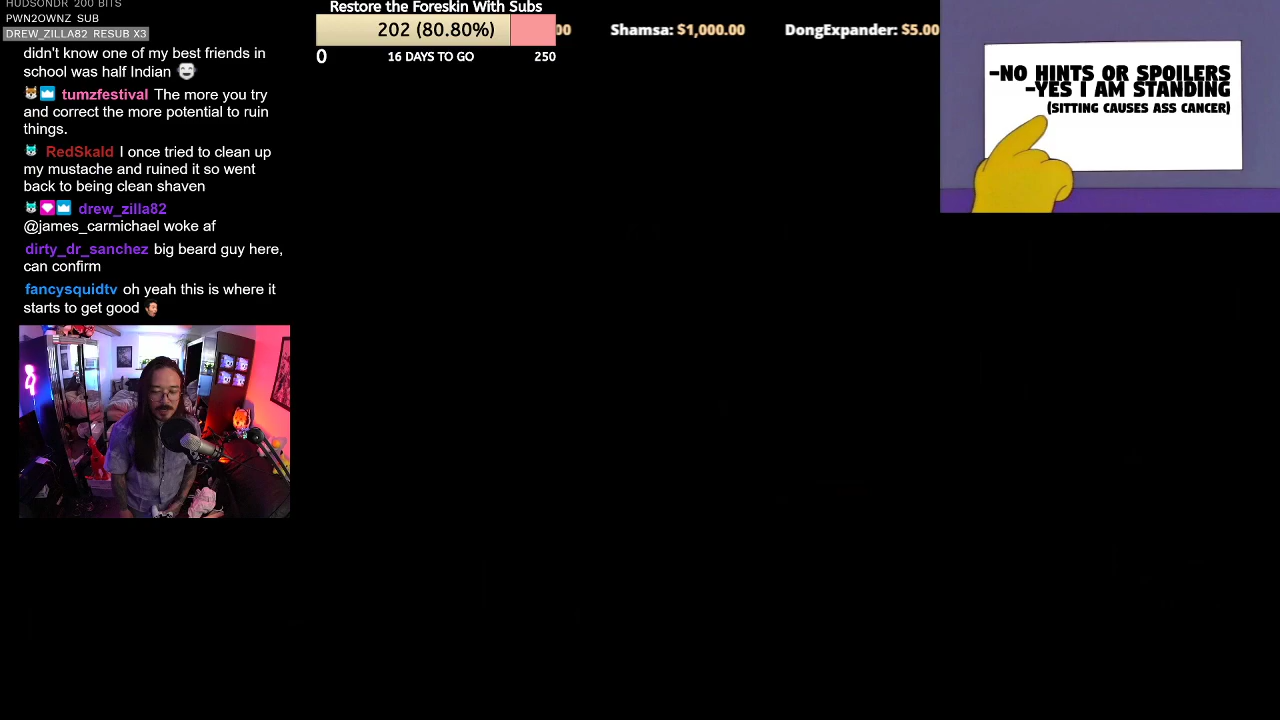 HUDSONDR 200 BITS
PWN2OWNZ SUB
DREW_ZILLA82 RESUB X3
didn't know one of my best friends in
school was half Indian
tumzfestival The more you try
and correct the more potential to ruin
things.
RedSkald I once tried to clean up
my mustache and ruined it so went
back to being clean shaven
drew_zilla82
@james_carmichael woke af
dirty_dr_sanchez big beard guy here,
can confirm
fancysquidtv oh yeah this is where it
starts to get good
Restore the Foreskin With Subs
202 (80.80%)
0 16 DAYS TO GO 250
00 Shamsa: $1,000.00 DongExpander: $5.00
-NO HINTS OR SPOILERS
-YES I AM STANDING
(SITTING CAUSES ASS CANCER)